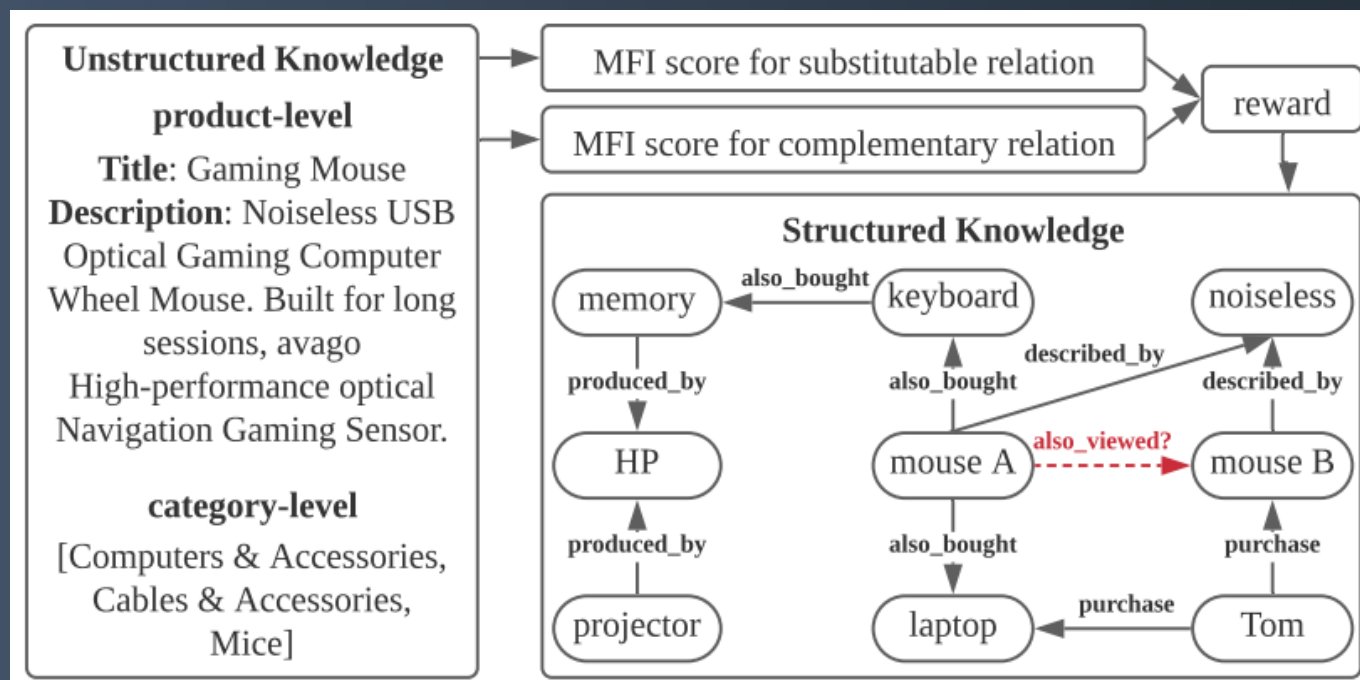 Unstructured Knowledge
product-level
Title: Gaming Mouse
Description: Noiseless USB
Optical Gaming Computer
Wheel Mouse. Built for long
sessions, avago
High-performance optical
Navigation Gaming Sensor.
category-level
[Computers & Accessories,
Cables & Accessories,
Mice]
MFI score for substitutable relation
MFI score for complementary relation
reward
Structured Knowledge
memory
also_bought
keyboard
noiseless
produced_by
also_bought
described_by
described_by
HP
mouse A
also_viewed?
mouse B
produced_by
also_bought
purchase
projector
laptop
purchase
Tom